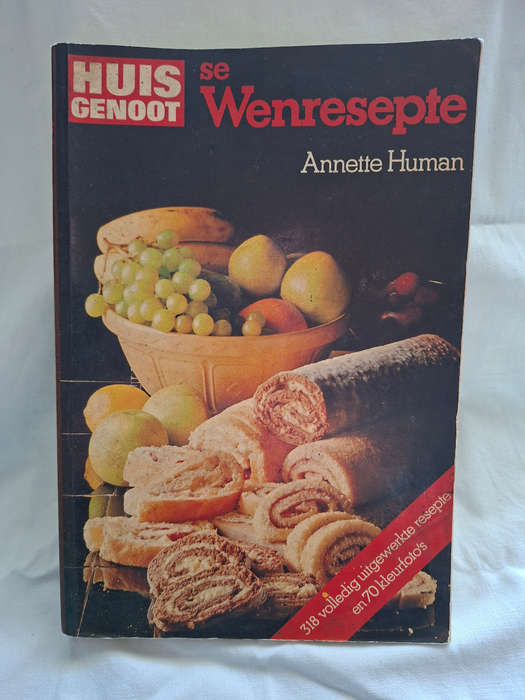 HUIS
GENOOT
se
Wenresepte
Annette Human
318 volledig uitgewerkte resepte
en 70 kleurfoto's